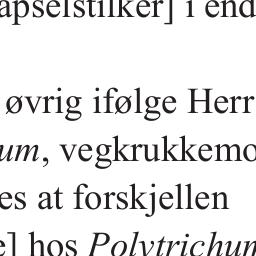 apselstilker] i end
øvrig ifølge Herr
um, vegkrukkemo
es at forskjellen
e] hos Polytrichum